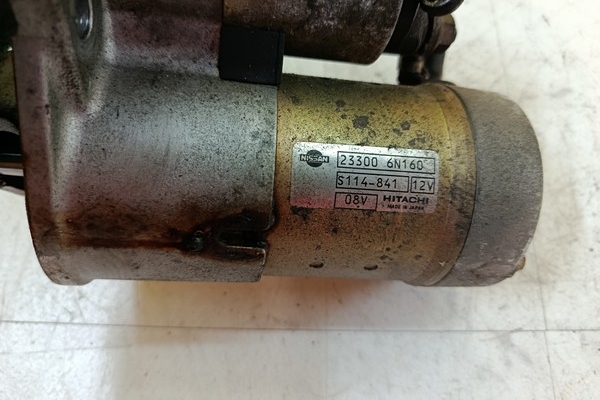 NISSAN 23300 6N160
S114-841 12V
08V HITACHI
MADE IN JAPAN